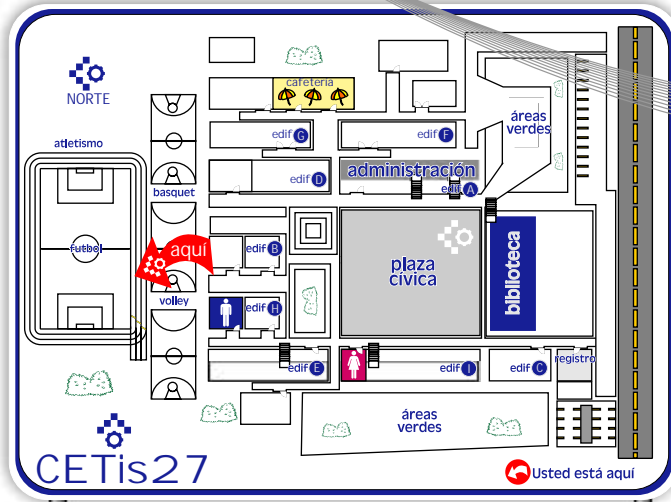 NORTE
atletismo
futbol
basquet
volley
aquí
cafetería
edif G
edif F
edif D
administración
edif A
áreas
verdes
edif B
edif H
plaza
cívica
biblioteca
edif E
edif I
edif C
registro
áreas
verdes
CETis27
Usted está aquí